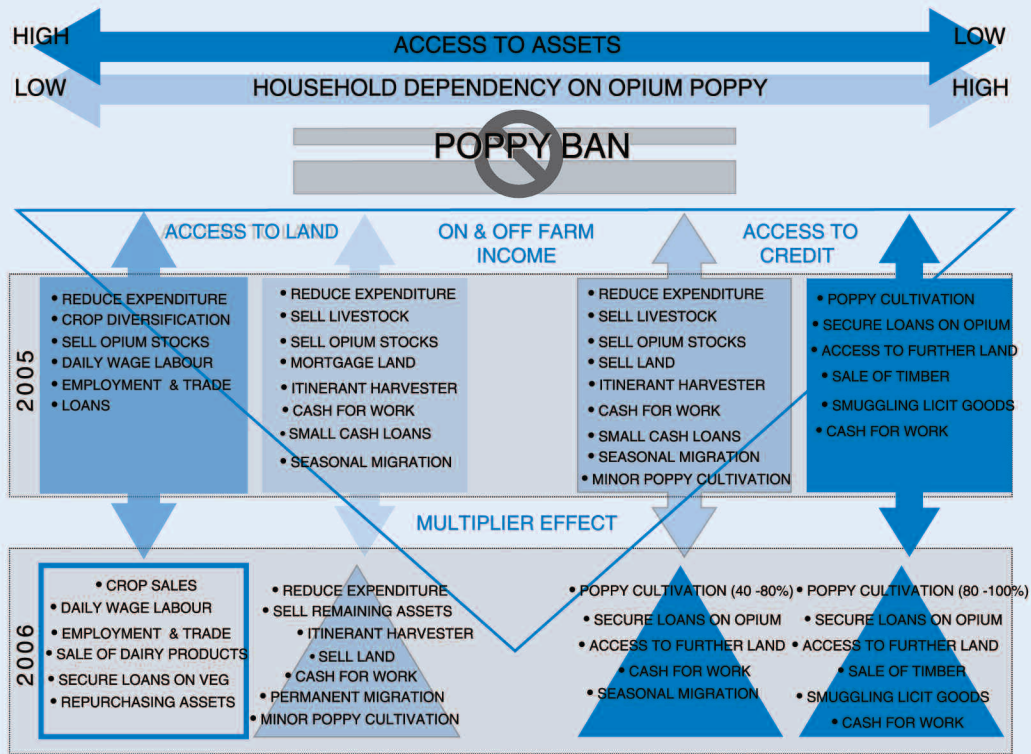 HIGH
ACCESS TO ASSETS
LOW
LOW
HOUSEHOLD DEPENDENCY ON OPIUM POPPY
HIGH
POPPY BAN
ACCESS TO LAND
ON & OFF FARM
INCOME
ACCESS TO
CREDIT
2005
• REDUCE EXPENDITURE
• CROP DIVERSIFICATION
• SELL OPIUM STOCKS
• DAILY WAGE LABOUR
• EMPLOYMENT & TRADE
• LOANS
• REDUCE EXPENDITURE
• SELL LIVESTOCK
• SELL OPIUM STOCKS
• MORTGAGE LAND
• ITINERANT HARVESTER
• CASH FOR WORK
• SMALL CASH LOANS
• SEASONAL MIGRATION
• REDUCE EXPENDITURE
• SELL LIVESTOCK
• SELL OPIUM STOCKS
• SELL LAND
• ITINERANT HARVESTER
• CASH FOR WORK
• SMALL CASH LOANS
• SEASONAL MIGRATION
• MINOR POPPY CULTIVATION
• POPPY CULTIVATION
• SECURE LOANS ON OPIUM
• ACCESS TO FURTHER LAND
• SALE OF TIMBER
• SMUGGLING LICIT GOODS
• CASH FOR WORK
MULTIPLIER EFFECT
2006
• CROP SALES
• DAILY WAGE LABOUR
• EMPLOYMENT & TRADE
• SALE OF DAIRY PRODUCTS
• SECURE LOANS ON VEG
• REPURCHASING ASSETS
• REDUCE EXPENDITURE
• SELL REMAINING ASSETS
• ITINERANT HARVESTER
• SELL LAND
• CASH FOR WORK
• PERMANENT MIGRATION
• MINOR POPPY CULTIVATION
• POPPY CULTIVATION (40 -80%)
• SECURE LOANS ON OPIUM
• ACCESS TO FURTHER LAND
• CASH FOR WORK
• SEASONAL MIGRATION
• POPPY CULTIVATION (80 -100%)
• SECURE LOANS ON OPIUM
• ACCESS TO FURTHER LAND
• SALE OF TIMBER
• SMUGGLING LICIT GOODS
• CASH FOR WORK